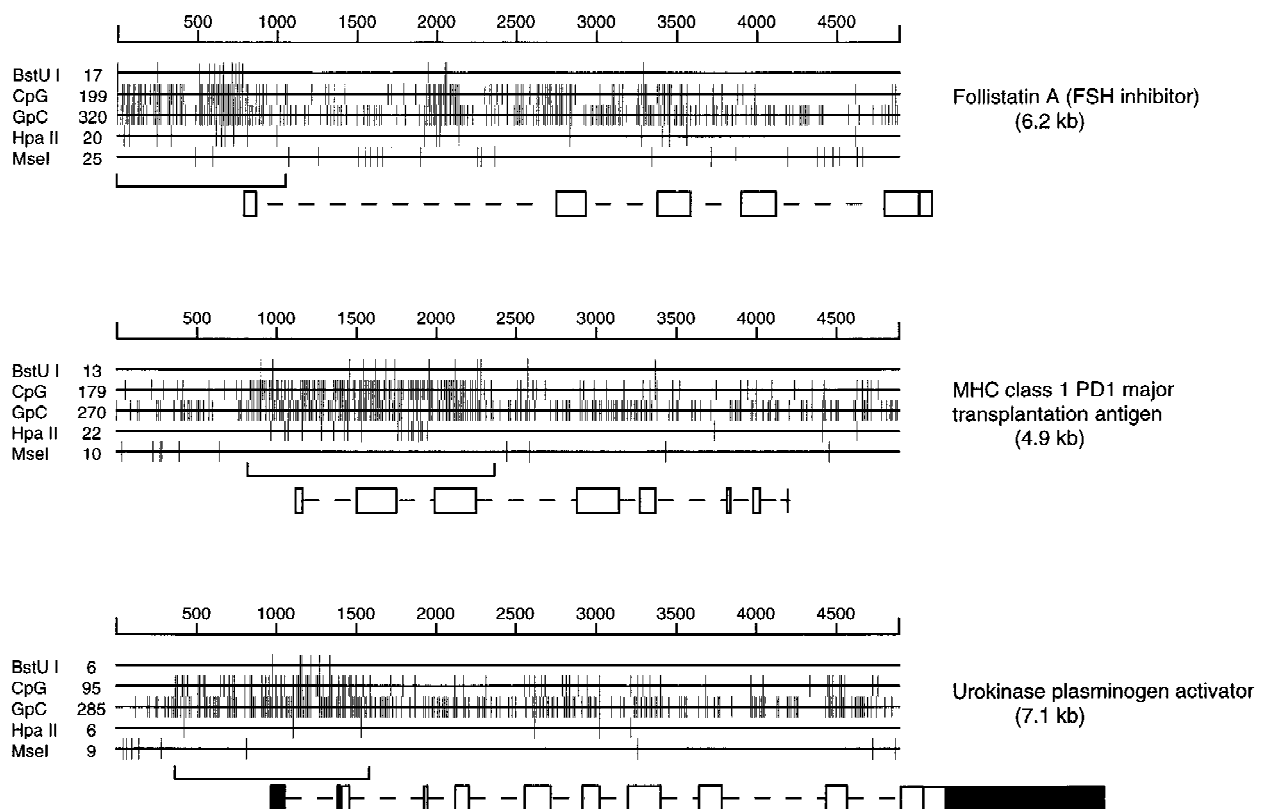 500 1000 1500 2000 2500 3000 3500 4000 4500
BstU I 17
CpG 199
GpC 320
Hpa II 20
MseI 25
Follistatin A (FSH inhibitor)
(6.2 kb)
500 1000 1500 2000 2500 3000 3500 4000 4500
BstU I 13
CpG 179
GpC 270
Hpa II 22
MseI 10
MHC class 1 PD1 major
transplantation antigen
(4.9 kb)
500 1000 1500 2000 2500 3000 3500 4000 4500
BstU I 6
CpG 95
GpC 285
Hpa II 6
MseI 9
Urokinase plasminogen activator
(7.1 kb)